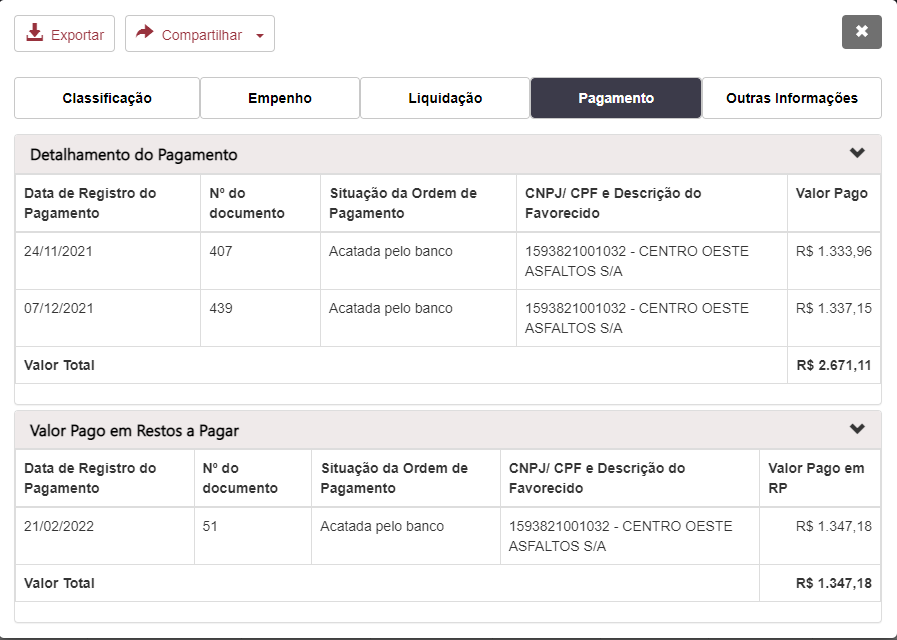 Exportar
Compartilhar
Classificação
Empenho
Liquidação
Pagamento
Outras Informações
Detalhamento do Pagamento
Data de Registro do Pagamento
Nº do documento
Situação da Ordem de Pagamento
CNPJ/ CPF e Descrição do Favorecido
Valor Pago
24/11/2021
407
Acatada pelo banco
1593821001032 - CENTRO OESTE
ASFALTOS S/A
R$ 1.333,96
07/12/2021
439
Acatada pelo banco
1593821001032 - CENTRO OESTE
ASFALTOS S/A
R$ 1.337,15
Valor Total
R$ 2.671,11
Valor Pago em Restos a Pagar
Data de Registro do Pagamento
Nº do documento
Situação da Ordem de Pagamento
CNPJ/ CPF e Descrição do Favorecido
Valor Pago em RP
21/02/2022
51
Acatada pelo banco
1593821001032 - CENTRO OESTE
ASFALTOS S/A
R$ 1.347,18
Valor Total
R$ 1.347,18